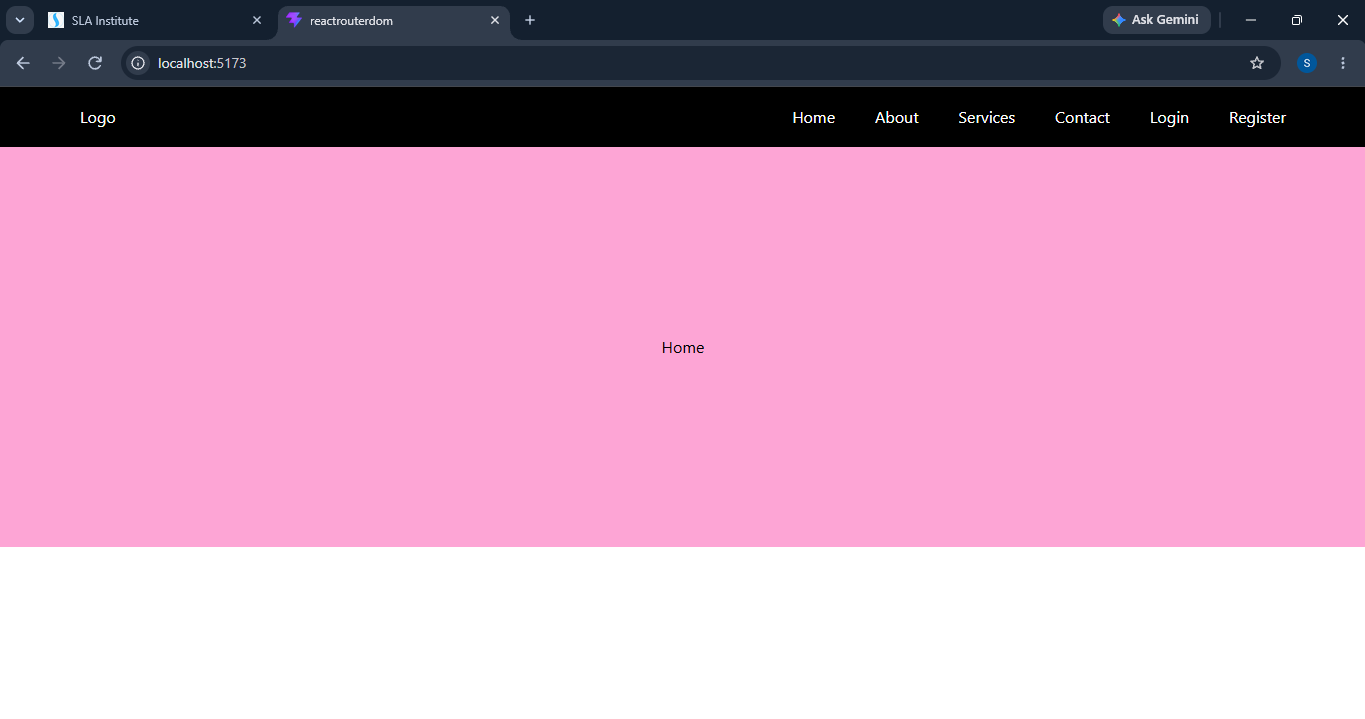 SLA Institute
reactrouterdom
Ask Gemini
localhost:5173
S
Logo
Home About Services Contact Login Register
Home